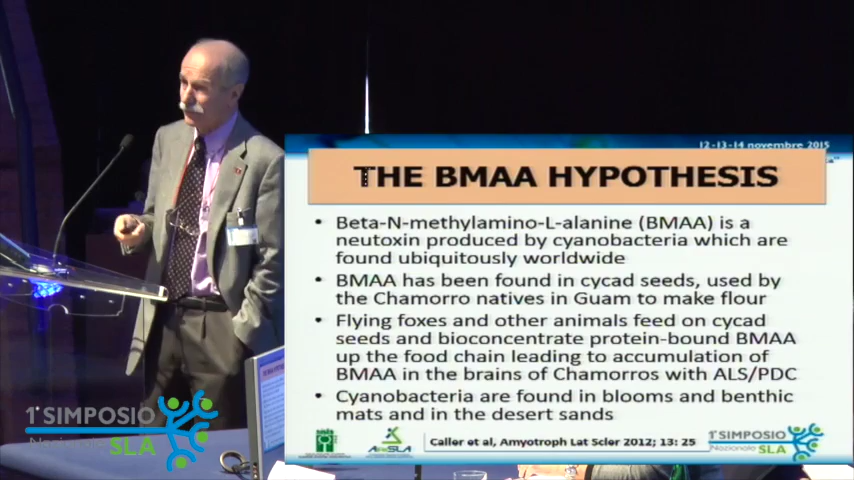 12-13-14 novembre 2015
THE BMAA HYPOTHESIS
• Beta-N-methylamino-L-alanine (BMAA) is a
neutoxin produced by cyanobacteria which are
found ubiquitously worldwide
• BMAA has been found in cycad seeds, used by
the Chamorro natives in Guam to make flour
• Flying foxes and other animals feed on cycad
seeds and bioconcentrate protein-bound BMAA
up the food chain leading to accumulation of
BMAA in the brains of Chamorros with ALS/PDC
• Cyanobacteria are found in blooms and benthic
mats and in the desert sands
Caller et al, Amyotroph Lat Scler 2012; 13: 25
1°SIMPOSIO
Nazionale SLA
1°SIMPOSIO
Nazionale SLA